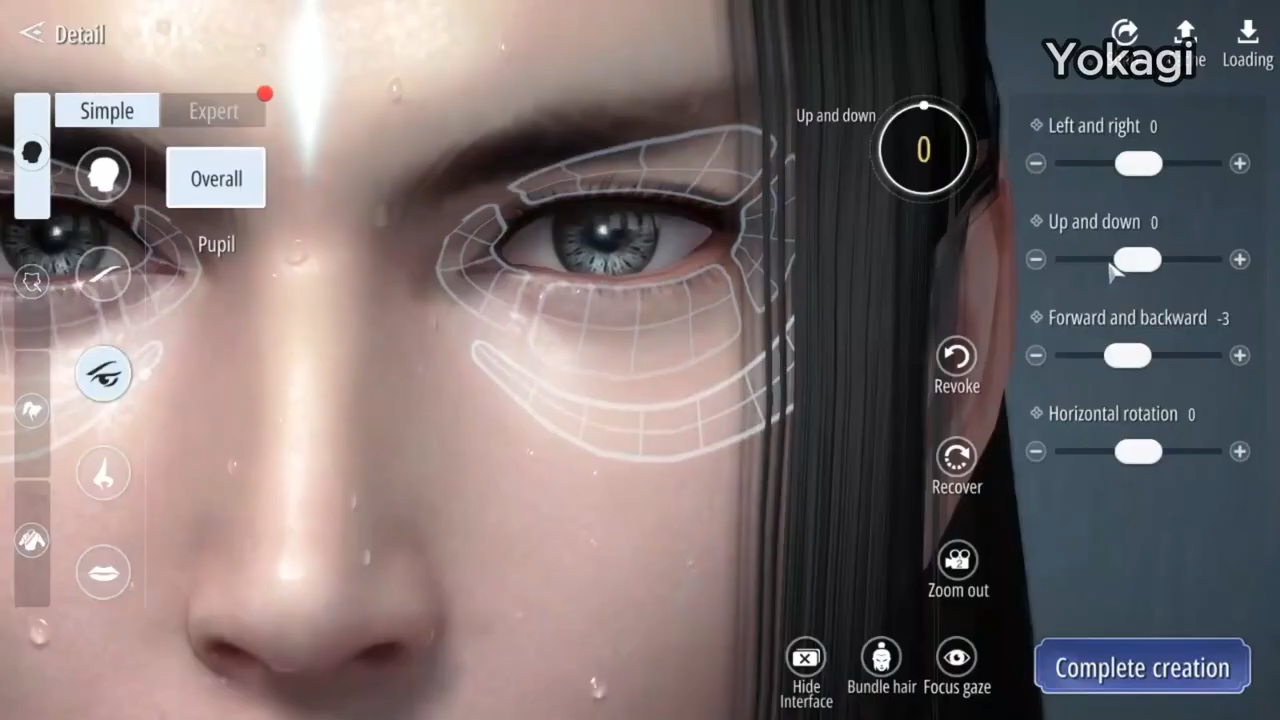 Detail
Yokagi
Loading
Simple
Expert
Overall
Pupil
Up and down
0
Left and right 0
Up and down 0
Forward and backward -3
Horizontal rotation 0
Revoke
Recover
2
Zoom out
Hide
Interface
Bundle hair
Focus gaze
Complete creation